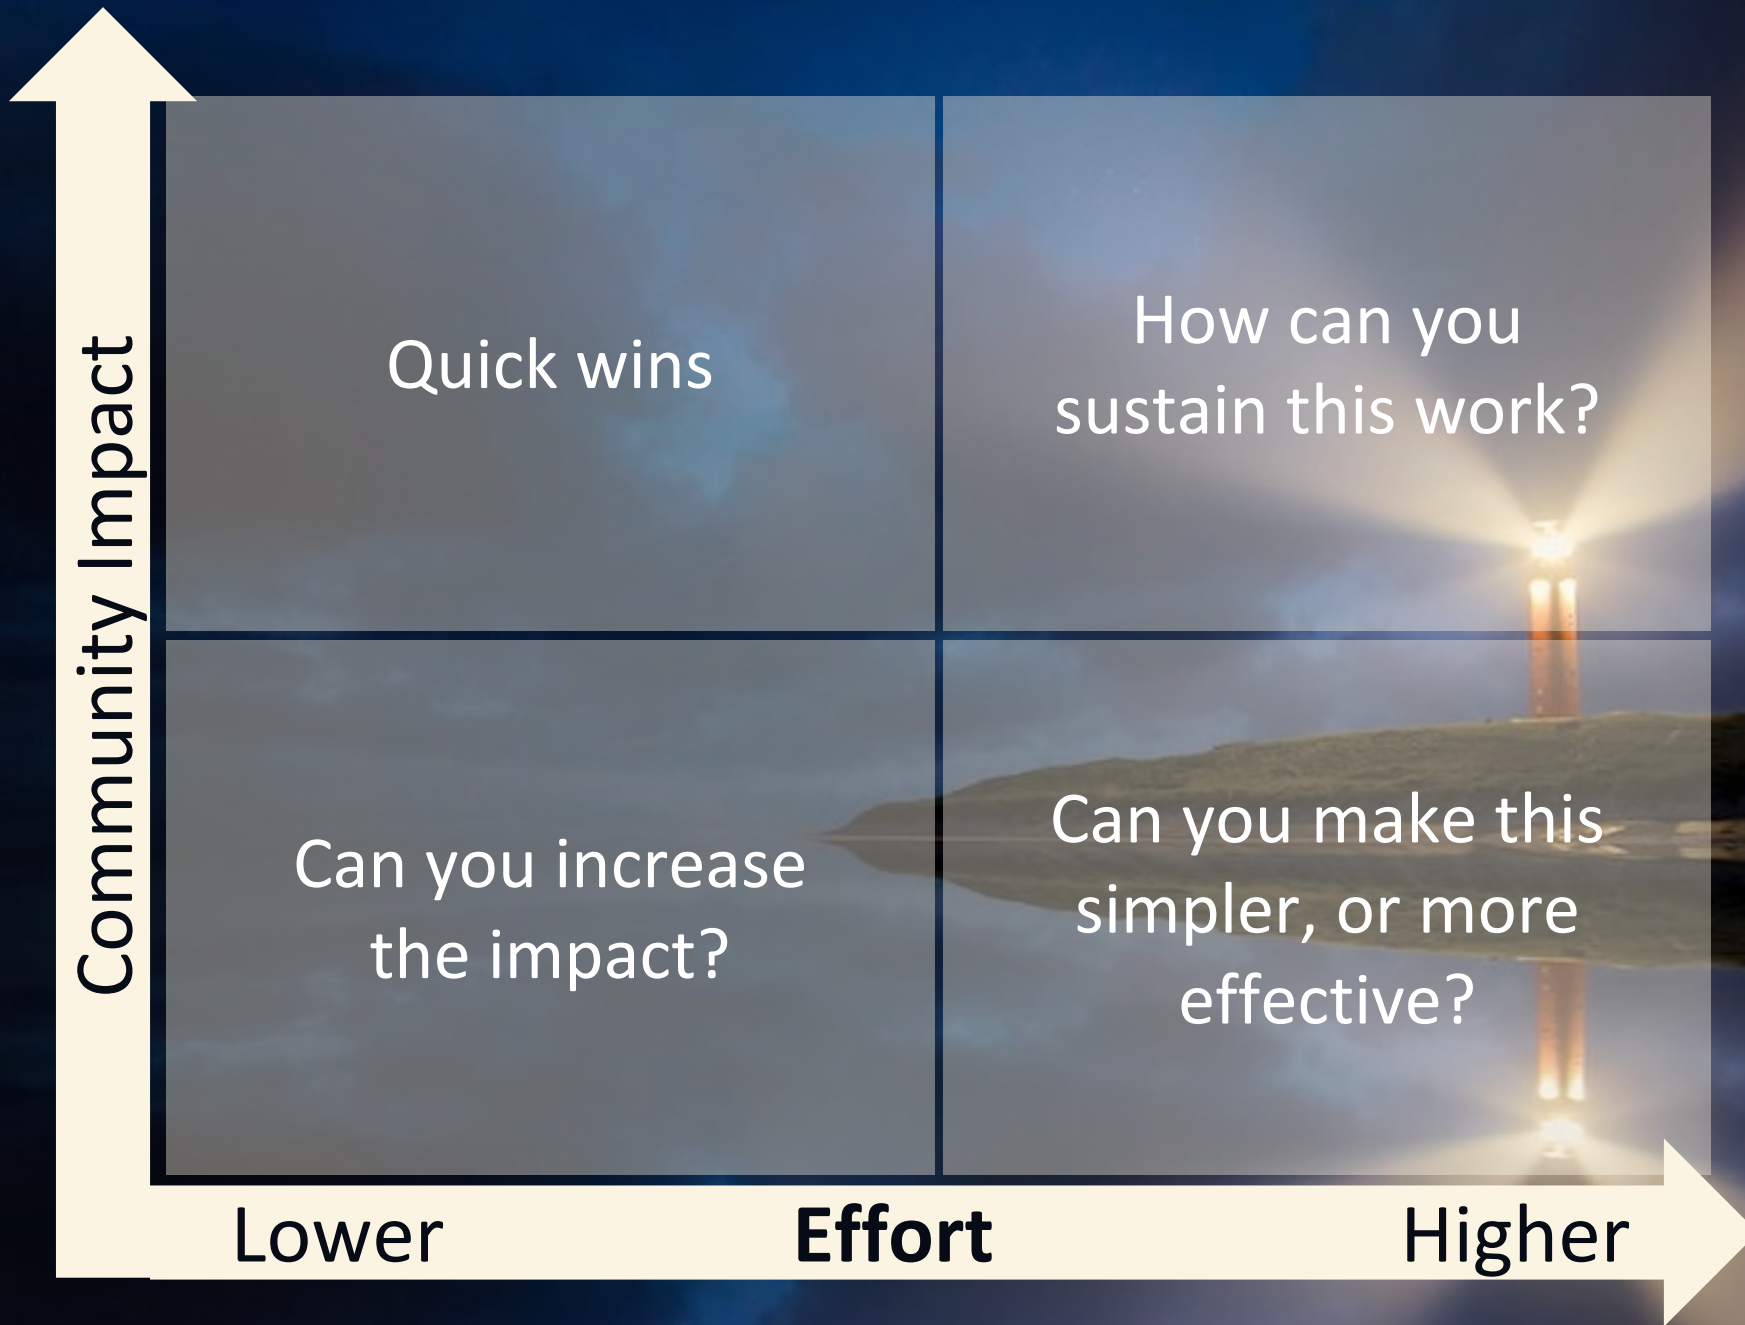 Community Impact
Quick wins
How can you
sustain this work?
Can you increase
the impact?
Can you make this
simpler, or more
effective?
Lower
Effort
Higher